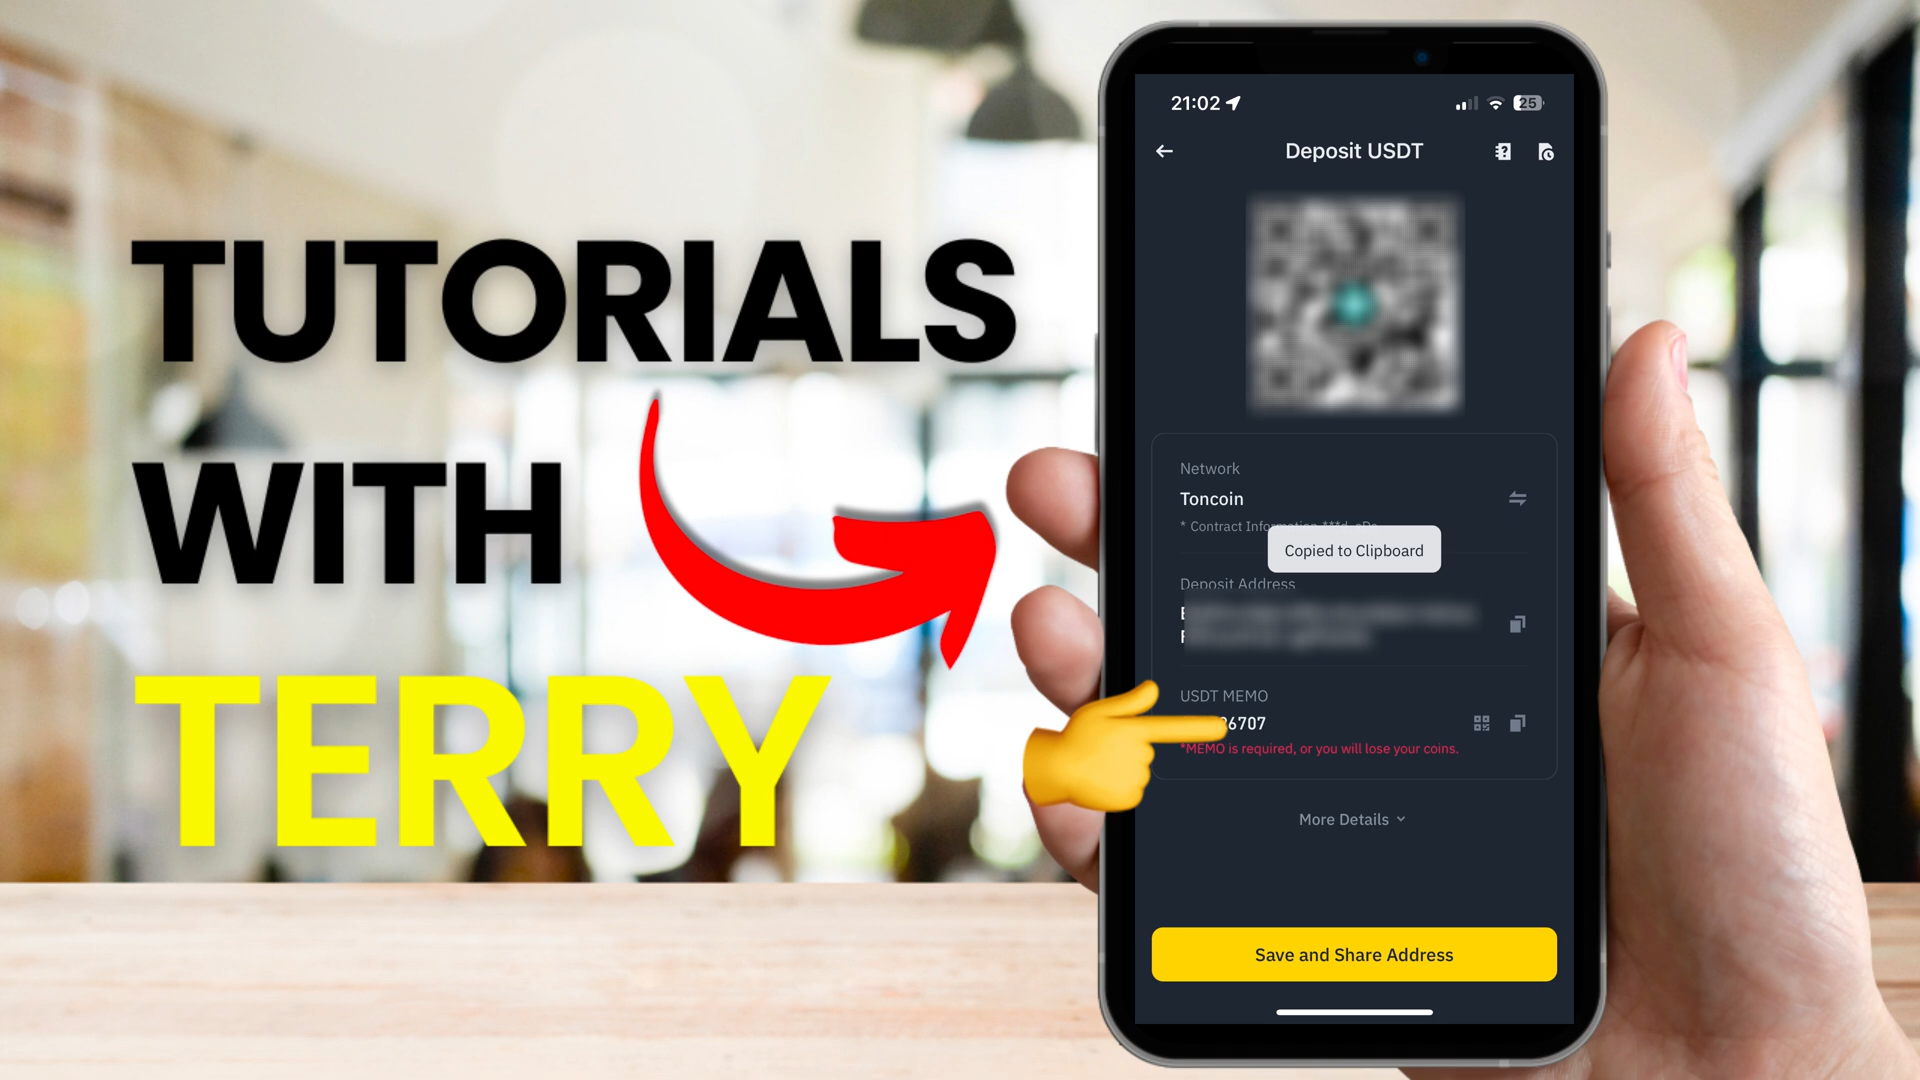 TUTORIALS
WITH
TERRY
21:02
25
Deposit USDT
Network
Toncoin
* Contract Information
Copied to Clipboard
Deposit Address
USDT MEMO
6707
*MEMO is required, or you will lose your coins.
More Details
Save and Share Address